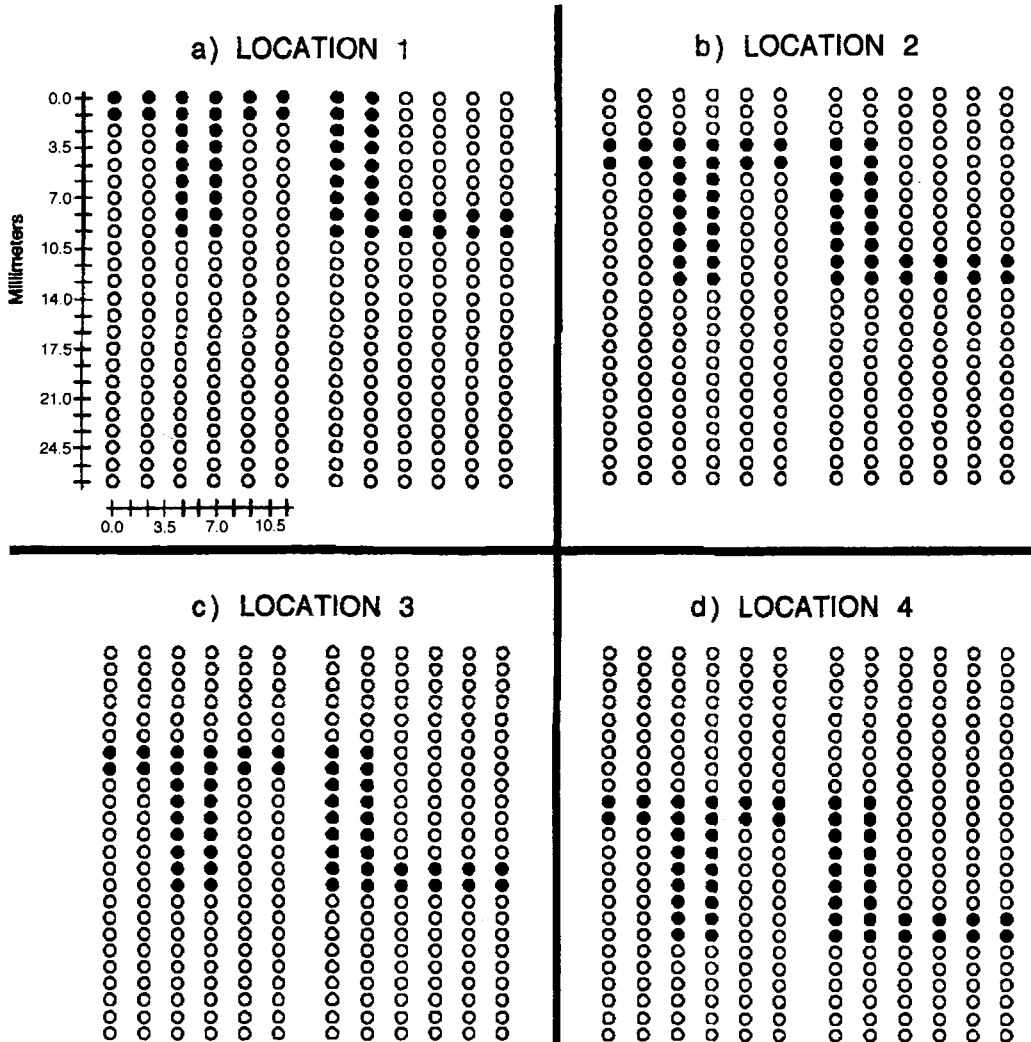 a) LOCATION 1
b) LOCATION 2
Millimeters
0.0
3.5
7.0
10.5
14.0
17.5
21.0
24.5
0.0 3.5 7.0 10.5
c) LOCATION 3
d) LOCATION 4